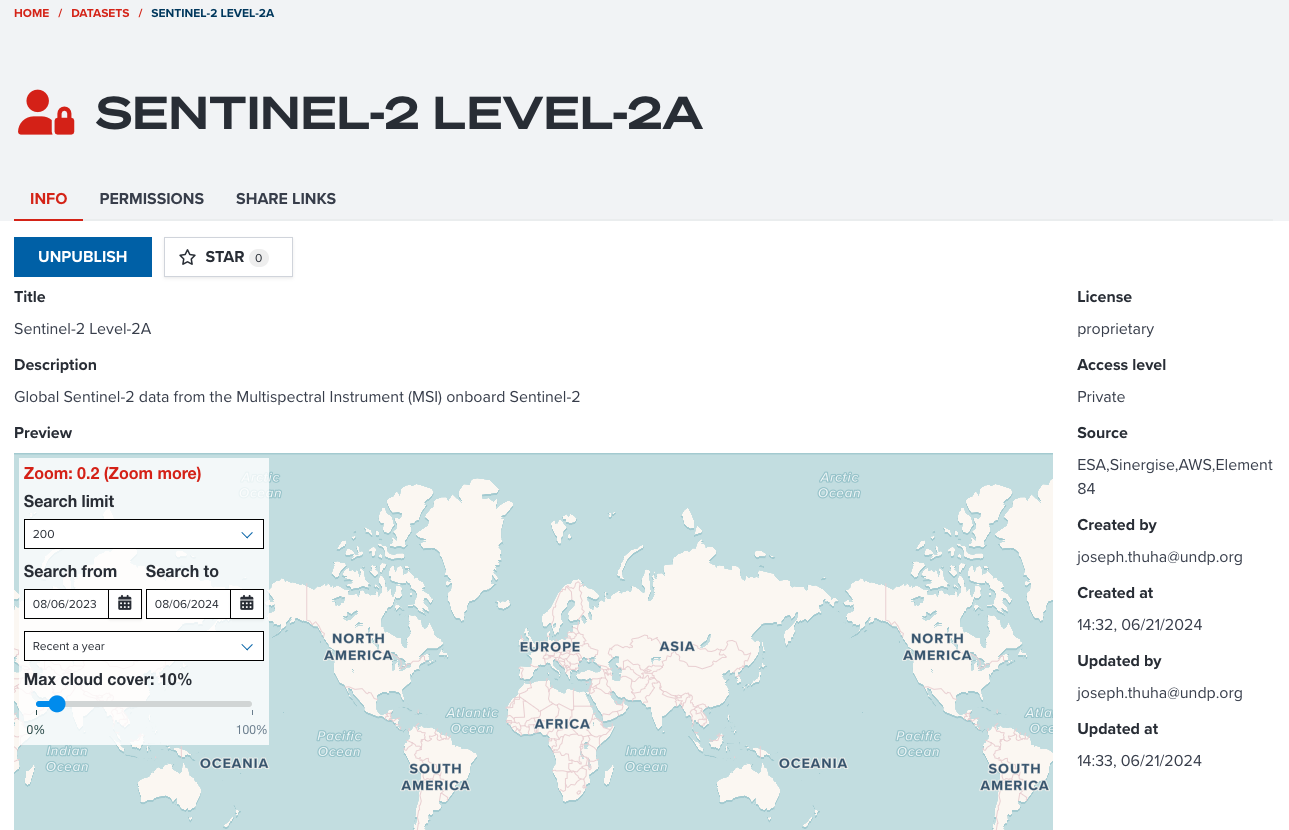 HOME / DATASETS / SENTINEL-2 LEVEL-2A
SENTINEL-2 LEVEL-2A
INFO PERMISSIONS SHARE LINKS
UNPUBLISH STAR 0
Title
Sentinel-2 Level-2A
Description
Global Sentinel-2 data from the Multispectral Instrument (MSI) onboard Sentinel-2
Preview
Zoom: 0.2 (Zoom more)
Search limit
200
Search from Search to
08/06/2023 08/06/2024
Recent a year
Max cloud cover: 10%
0% 100%
Arctic
Ocean
Arctic
Ocean
NORTH
AMERICA
EUROPE
ASIA
NORTH
AMERICA
Atlantic
Ocean
AFRICA
Pacific
Ocean
Indian
Ocean
Indian
Ocean
Pacific
Ocean
OCEANIA
OCEANIA
SOUTH
AMERICA
SOUTH
AMERICA
License
proprietary
Access level
Private
Source
ESA,Sinergise,AWS,Element
84
Created by
joseph.thuha@undp.org
Created at
14:32, 06/21/2024
Updated by
joseph.thuha@undp.org
Updated at
14:33, 06/21/2024